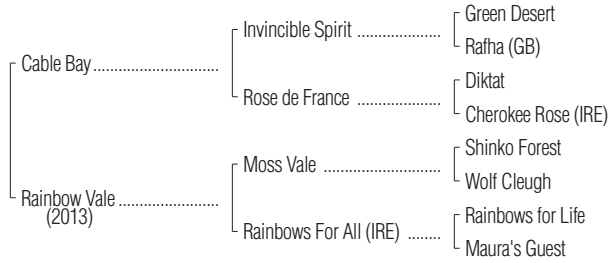 Green Desert
Invincible Spirit ....................
Rafha (GB)
Cable Bay ..............................
Diktat
Rose de France ....................
Cherokee Rose (IRE)
Shinko Forest
Moss Vale ............................
Wolf Cleugh
Rainbow Vale ........................
(2013)
Rainbows for Life
Rainbows For All (IRE) ........
Maura's Guest